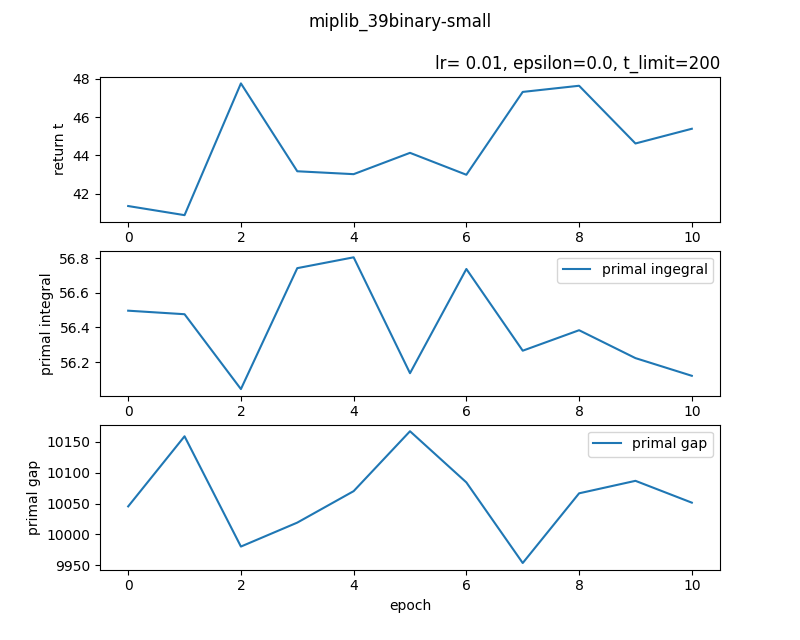 miplib_39binary-small
lr= 0.01, epsilon=0.0, t_limit=200
return t
48
46
44
42
0 2 4 6 8 10
primal integral
56.8
56.6
56.4
56.2
primal ingegral
0 2 4 6 8 10
primal gap
10150
10100
10050
10000
9950
primal gap
0 2 4 6 8 10
epoch